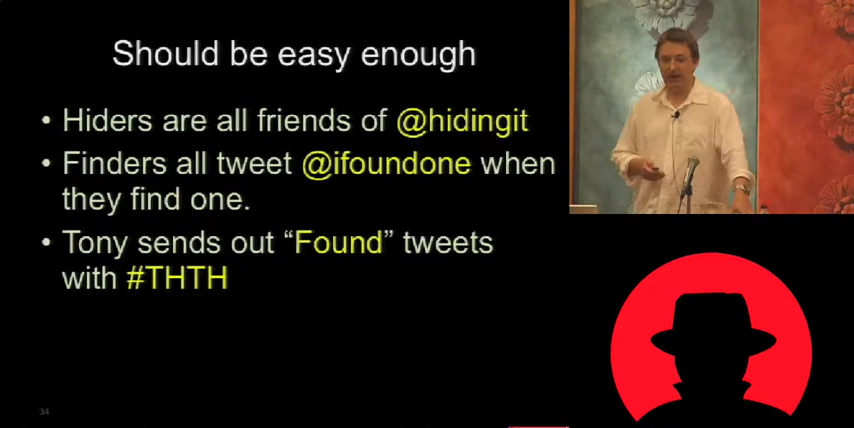 Should be easy enough
• Hiders are all friends of @hidingit
• Finders all tweet @ifoundone when
they find one.
• Tony sends out “Found” tweets
with #THTH
34